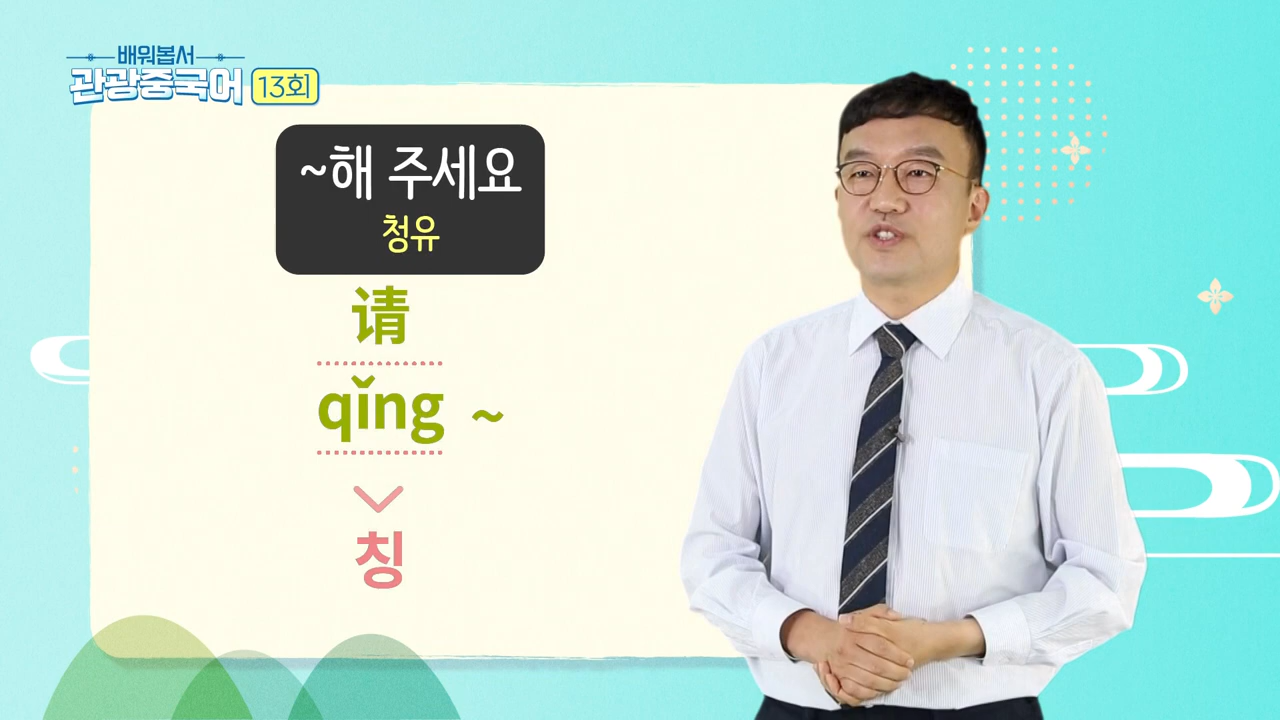 배워봅서
관광중국어 13회
~해 주세요
청유
请
qǐng ~
칭